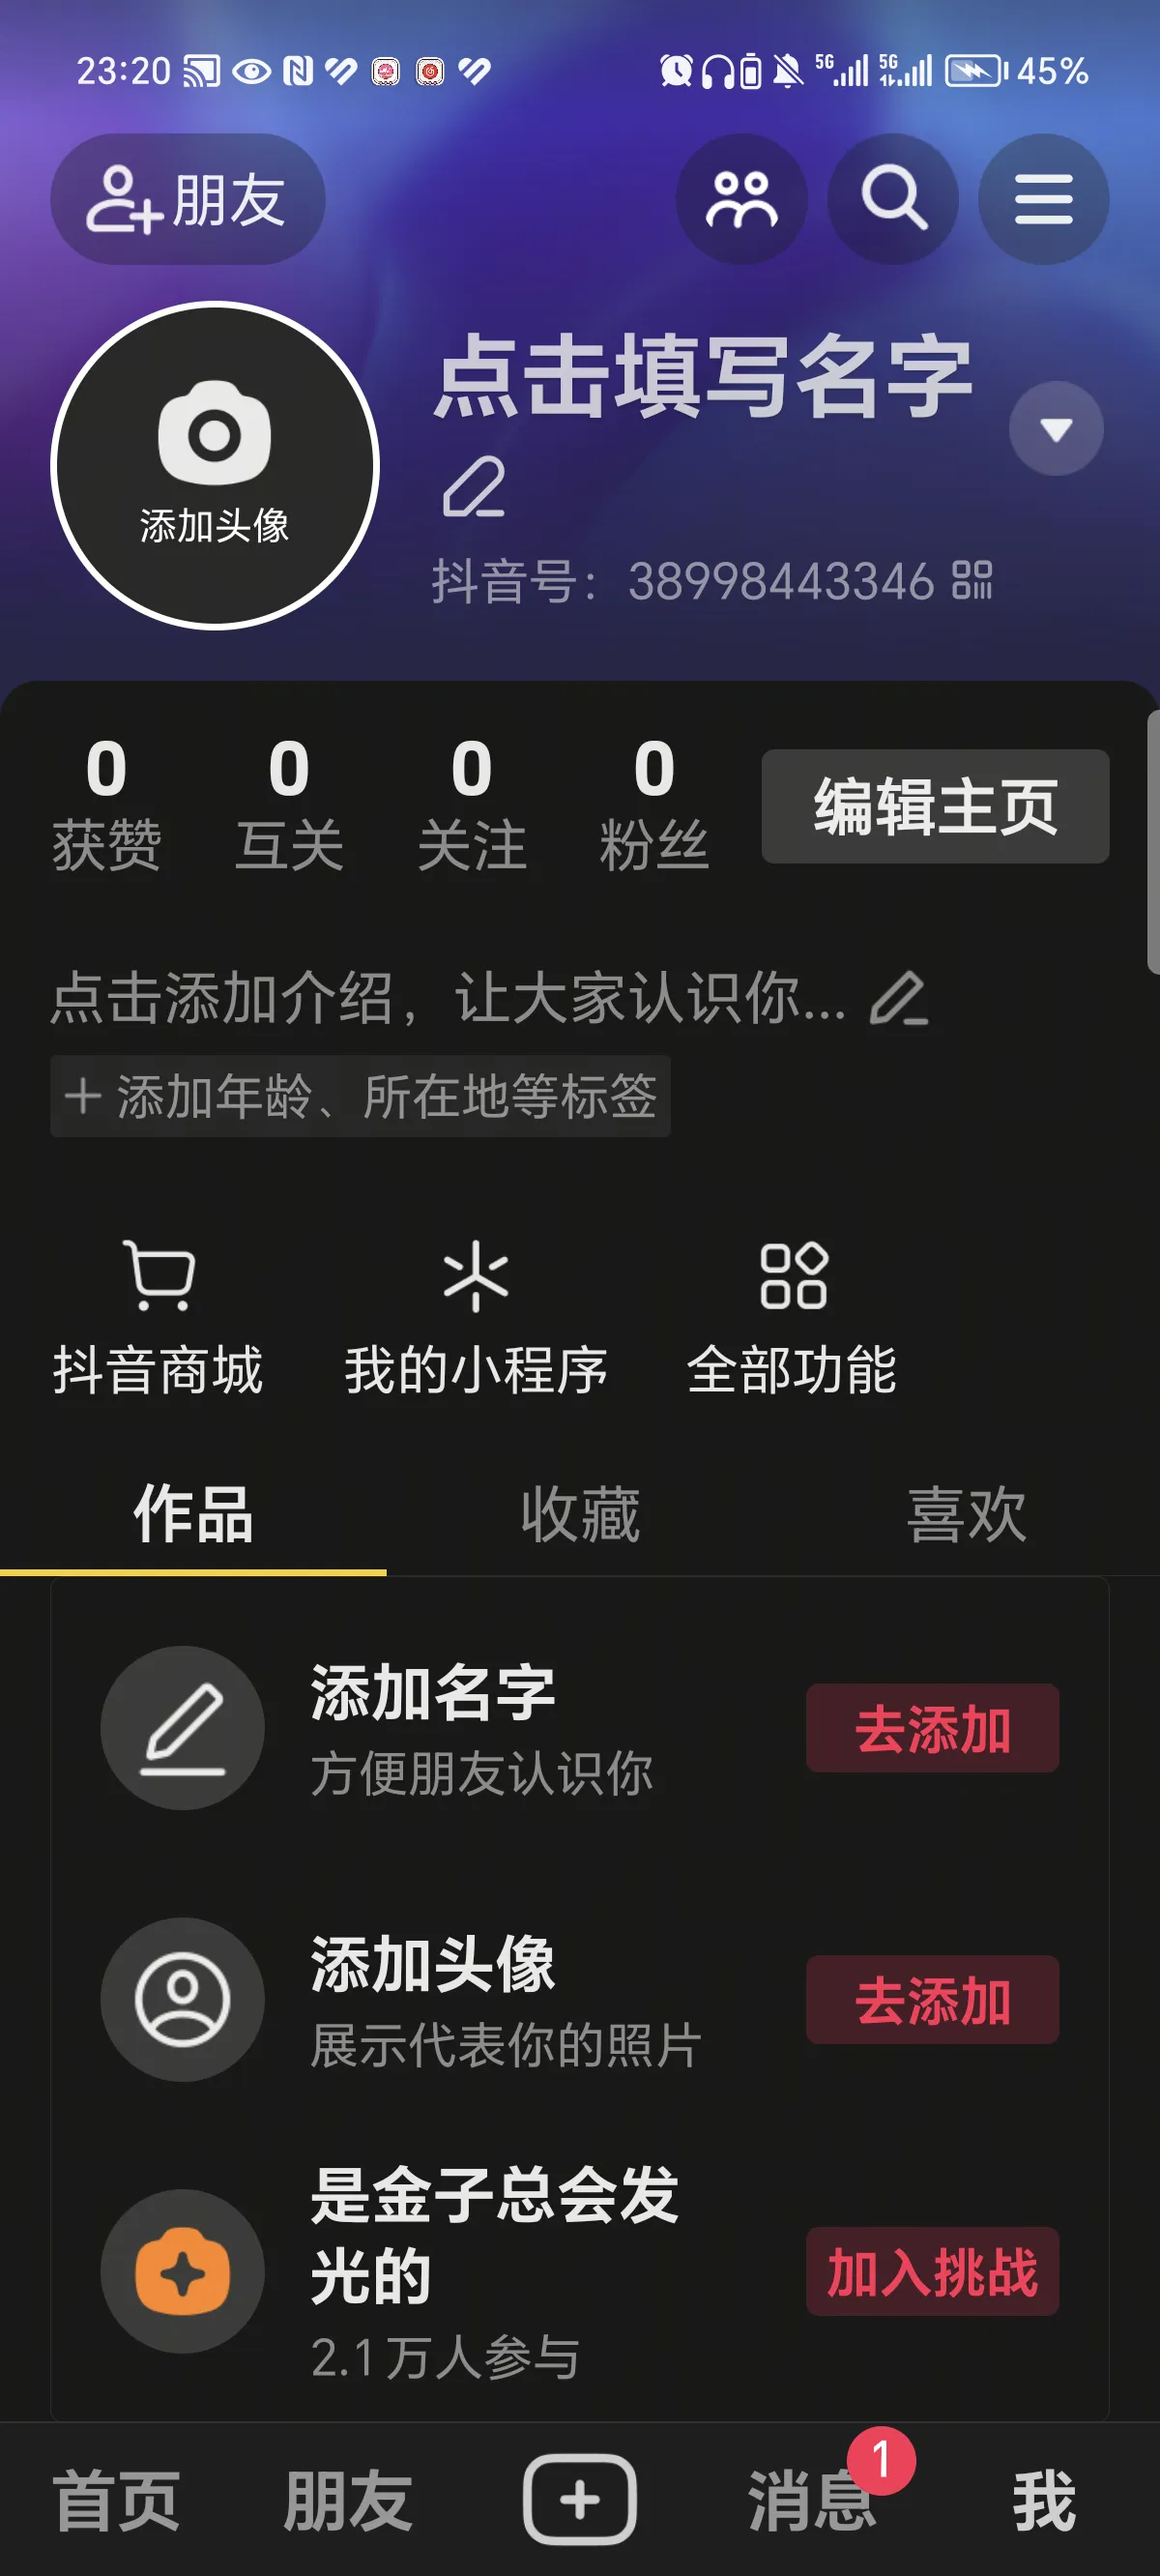 23:20 5G 5G 45%
朋友
点击填写名字
添加头像
抖音号：38998443346
0 0 0 0
获赞 互关 关注 粉丝
编辑主页
点击添加介绍，让大家认识你...
+ 添加年龄、所在地等标签
抖音商城 我的小程序 全部功能
作品 收藏 喜欢
添加名字
方便朋友认识你
去添加
添加头像
展示代表你的照片
去添加
是金子总会发
光的
2.1万人参与
加入挑战
首页 朋友 消息 1 我